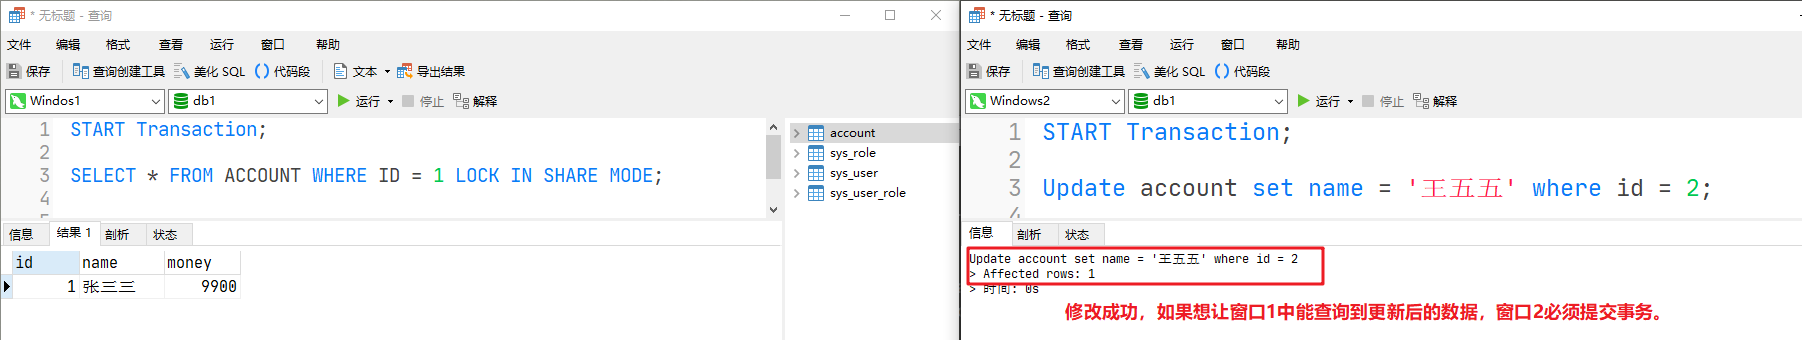 * 无标题 - 查询
文件 编辑 格式 查看 运行 窗口 帮助
保存 查询创建工具 美化 SQL () 代码段 文本 导出结果
Windos1 db1 运行 停止 解释
1 START Transaction;
2
3 SELECT * FROM ACCOUNT WHERE ID = 1 LOCK IN SHARE MODE;
4
account
sys_role
sys_user
sys_user_role
信息 结果 1 剖析 状态
id name money
1 张三三 9900
* 无标题 - 查询
文件 编辑 格式 查看 运行 窗口 帮助
保存 查询创建工具 美化 SQL () 代码段
Windows2 db1 运行 停止 解释
1 START Transaction;
2
3 Update account set name = '王五五' where id = 2;
4
信息 剖析 状态
Update account set name = '王五五' where id = 2
> Affected rows: 1
> 时间: 0s
修改成功，如果想让窗口1中能查询到更新后的数据，窗口2必须提交事务。